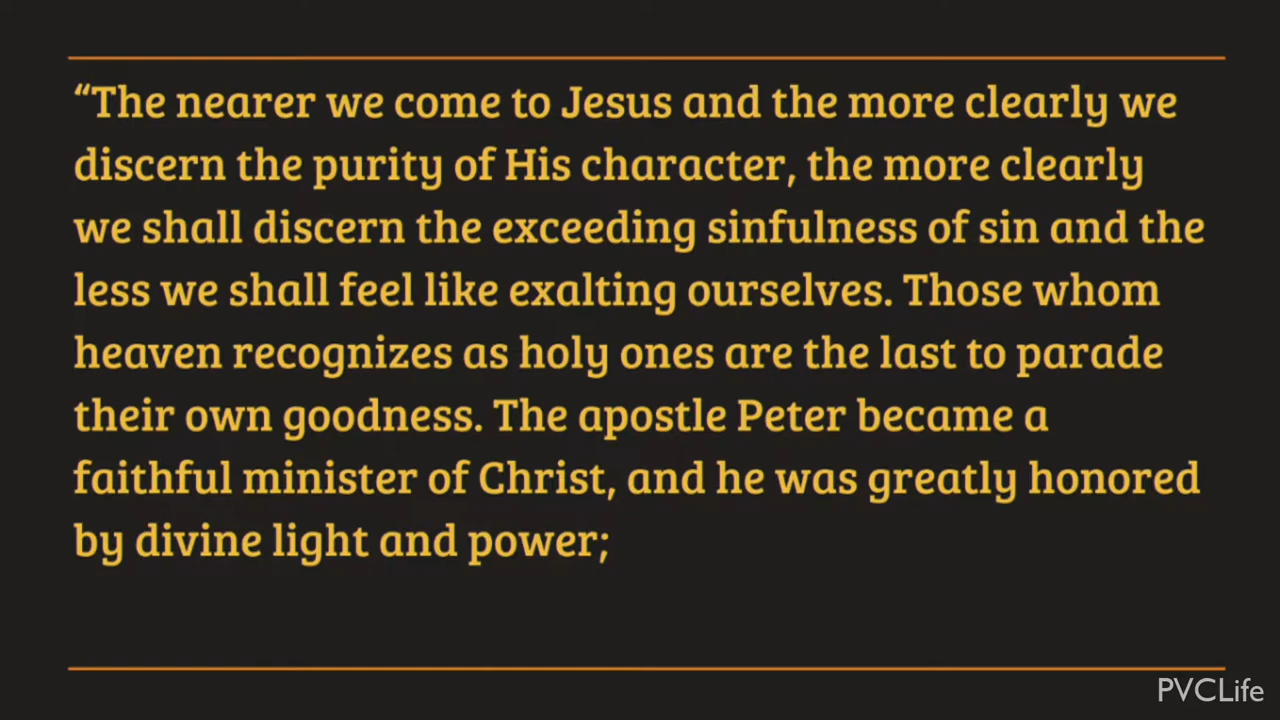 “The nearer we come to Jesus and the more clearly we
discern the purity of His character, the more clearly
we shall discern the exceeding sinfulness of sin and the
less we shall feel like exalting ourselves. Those whom
heaven recognizes as holy ones are the last to parade
their own goodness. The apostle Peter became a
faithful minister of Christ, and he was greatly honored
by divine light and power;
PVCLife